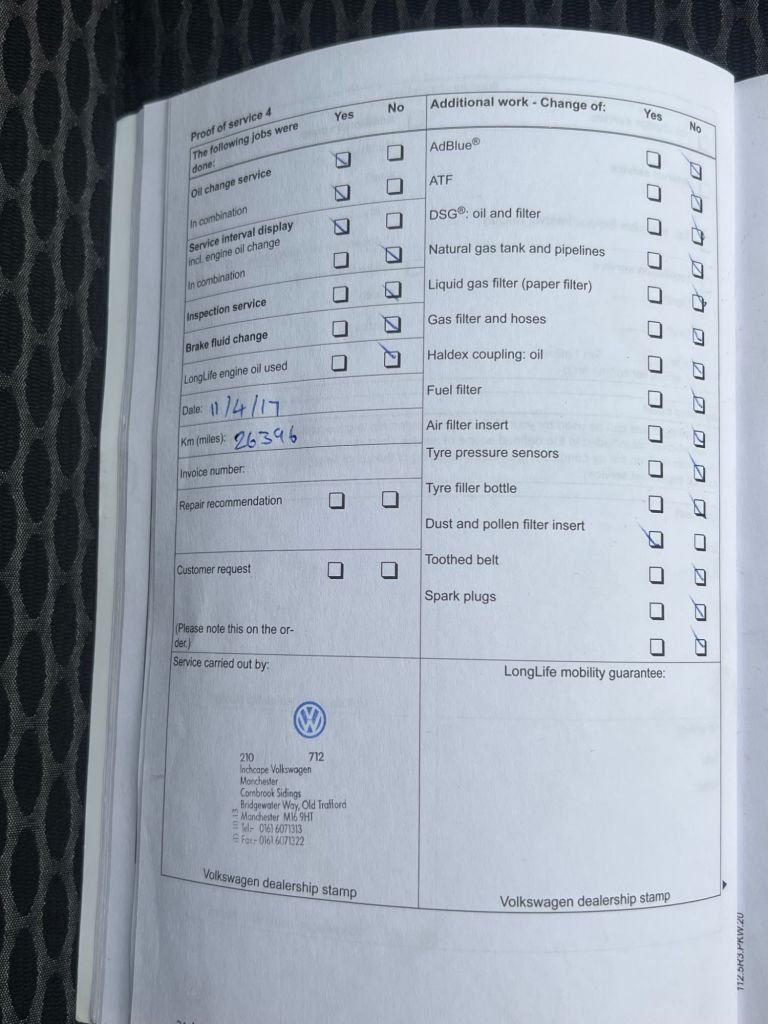 Proof of service 4
The following jobs were done:
Yes No
Oil change service
In combination
Service interval display
incl. engine oil change
In combination
Inspection service
Brake fluid change
LongLife engine oil used
Date: 11/4/17
Km (miles): 26396
Invoice number:
Repair recommendation
Customer request
(Please note this on the or-
der.)
Service carried out by:
210 712
Inchcape Volkswagen
Manchester
Cornbrook Sidings
Bridgewater Way, Old Trafford
Manchester M16 9HT
Tel:- 0161 6071313
Fax:- 0161 6071322
Volkswagen dealership stamp
Additional work - Change of: Yes No
AdBlue®
ATF
DSG®: oil and filter
Natural gas tank and pipelines
Liquid gas filter (paper filter)
Gas filter and hoses
Haldex coupling: oil
Fuel filter
Air filter insert
Tyre pressure sensors
Tyre filler bottle
Dust and pollen filter insert
Toothed belt
Spark plugs
LongLife mobility guarantee:
Volkswagen dealership stamp
112.5R3.PKW.20